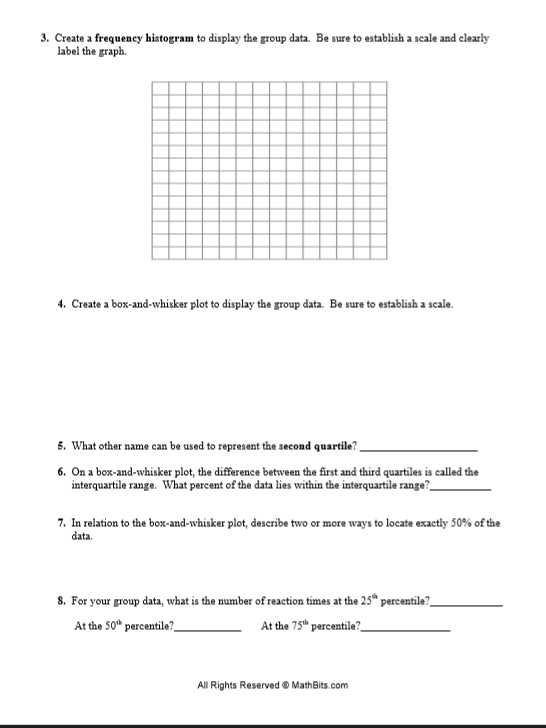 3. Create a frequency histogram to display the group data. Be sure to establish a scale and clearly
label the graph.
4. Create a box-and-whisker plot to display the group data. Be sure to establish a scale.
5. What other name can be used to represent the second quartile? ____________________
6. On a box-and-whisker plot, the difference between the first and third quartiles is called the
interquartile range. What percent of the data lies within the interquartile range?__________
7. In relation to the box-and-whisker plot, describe two or more ways to locate exactly 50% of the
data.
8. For your group data, what is the number of reaction times at the 25th percentile?____________
At the 50th percentile?___________ At the 75th percentile?_______________
All Rights Reserved © MathBits.com